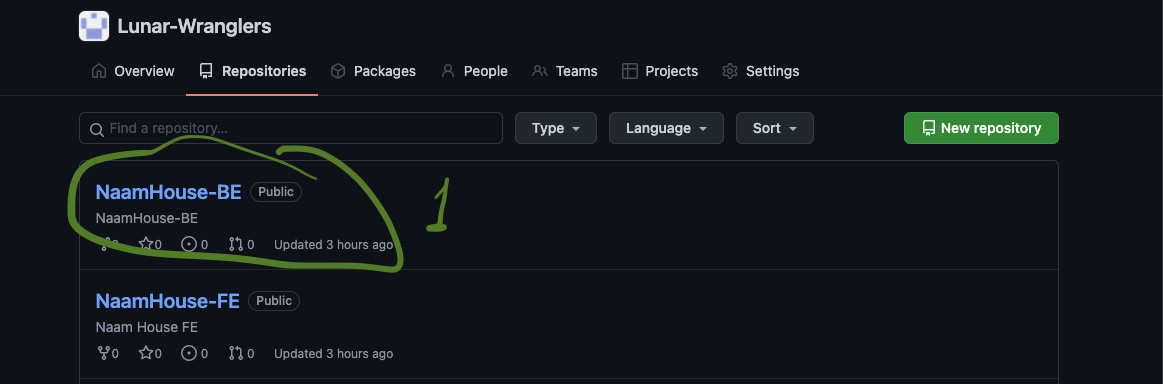 Lunar-Wranglers
Overview Repositories Packages People Teams Projects Settings
Find a repository... Type Language Sort New repository
NaamHouse-BE Public
1
NaamHouse-BE
0 0 0 0 Updated 3 hours ago
NaamHouse-FE Public
Naam House FE
0 0 0 0 Updated 3 hours ago